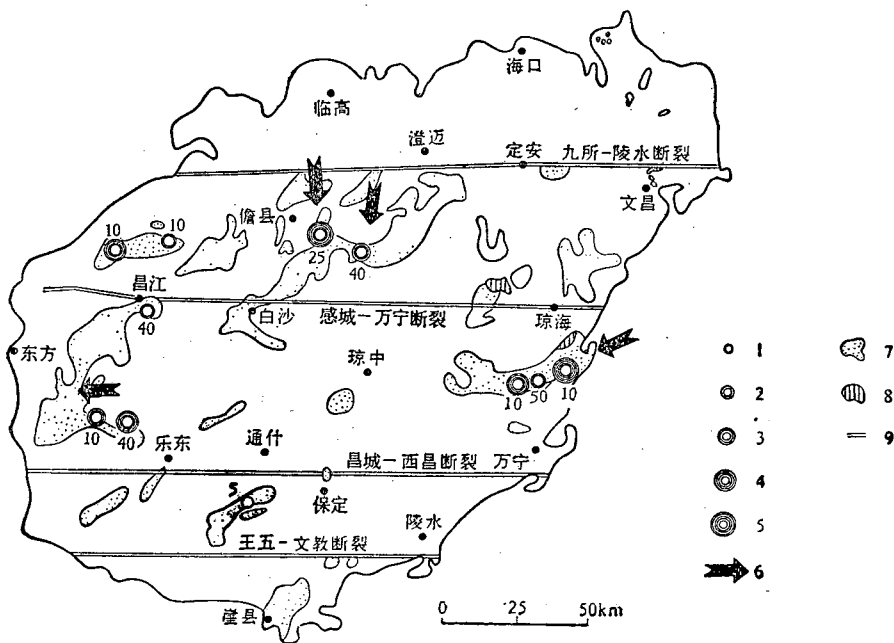 海口
临高
澄迈
定安 九所-陵水断裂
文昌
儋县
10 10
25 40
昌江
40
白沙 感城-万宁断裂 琼海
东方
琼中
10 50 10
10 40
乐东 通什
昌城-西昌断裂 万宁
5 保定
陵水
王五-文教断裂
崖县
0 25 50km
1 7
2 8
3 9
4
5
6